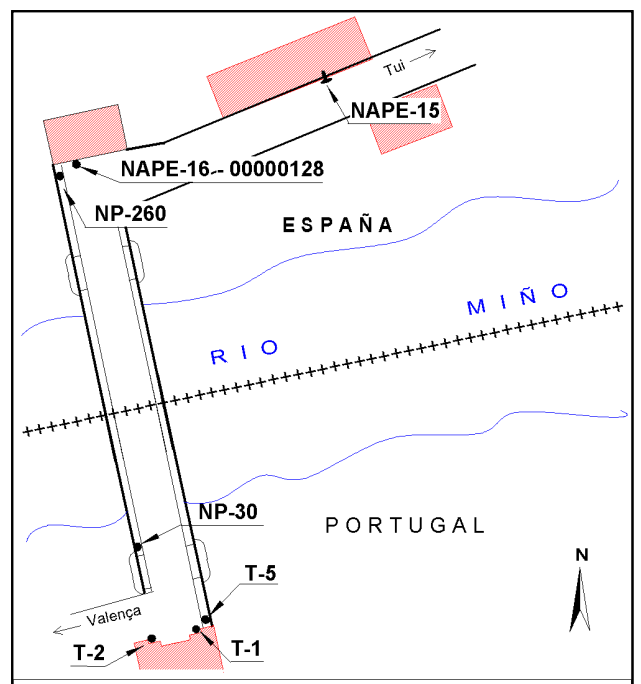 Tui
NAPE-15
NAPE-16.- 00000128
NP-260
ESPAÑA
RIO MIÑO
NP-30
PORTUGAL
N
T-5
Valença
T-2
T-1